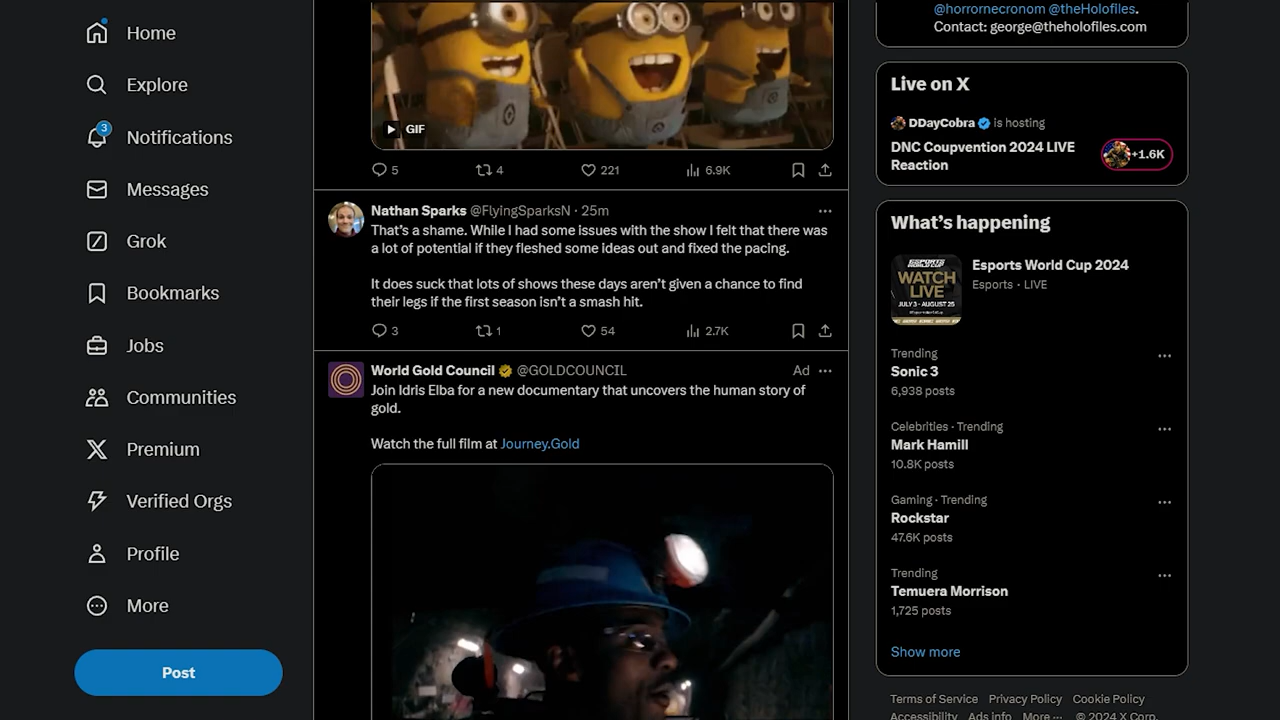 Home
Explore
3
Notifications
Messages
Grok
Bookmarks
Jobs
Communities
Premium
Verified Orgs
Profile
More
Post
GIF
5 4 221 6.9K
Nathan Sparks @FlyingSparksN · 25m
That's a shame. While I had some issues with the show I felt that there was
a lot of potential if they fleshed some ideas out and fixed the pacing.
It does suck that lots of shows these days aren't given a chance to find
their legs if the first season isn't a smash hit.
3 1 54 2.7K
World Gold Council @GOLDCOUNCIL Ad
Join Idris Elba for a new documentary that uncovers the human story of
gold.
Watch the full film at Journey.Gold
@horrornecronom @theHolofiles.
Contact: george@theholofiles.com
Live on X
DDayCobra is hosting
DNC Coupvention 2024 LIVE
Reaction
+1.6K
What's happening
ESPORTS
WORLD CUP
WATCH
LIVE
JULY 3 - AUGUST 25
Esports World Cup 2024
Esports · LIVE
Trending
Sonic 3
6,938 posts
Celebrities · Trending
Mark Hamill
10.8K posts
Gaming · Trending
Rockstar
47.6K posts
Trending
Temuera Morrison
1,725 posts
Show more
Terms of Service Privacy Policy Cookie Policy
Accessibility Ads info More ··· © 2024 X Corp.